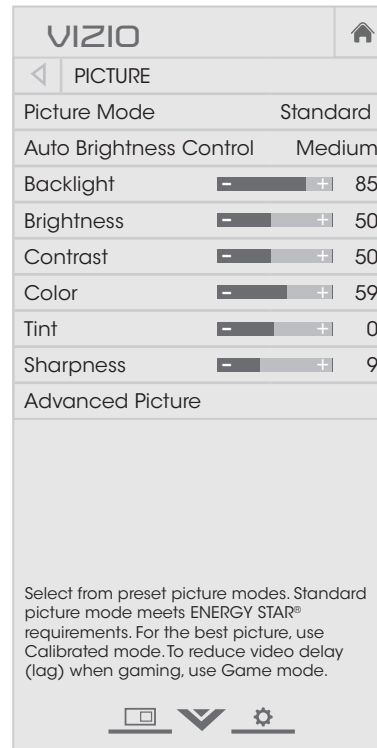 VIZIO
PICTURE
Picture Mode Standard
Auto Brightness Control Medium
Backlight - + 85
Brightness - + 50
Contrast - + 50
Color - + 59
Tint - + 0
Sharpness - + 9
Advanced Picture
Select from preset picture modes. Standard
picture mode meets ENERGY STAR®
requirements. For the best picture, use
Calibrated mode. To reduce video delay
(lag) when gaming, use Game mode.